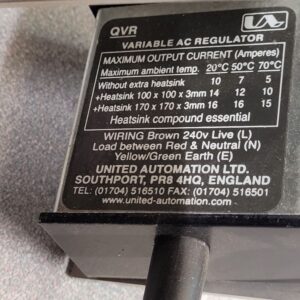 QVR
VARIABLE AC REGULATOR
MAXIMUM OUTPUT CURRENT (Amperes)
Maximum ambient temp. 20°C 50°C 70°C
Without extra heatsink 10 7 5
+Heatsink 100 x 100 x 3mm 14 12 10
+Heatsink 170 x 170 x 3mm 16 16 15
Heatsink compound essential
WIRING Brown 240v Live (L)
Load between Red & Neutral (N)
Yellow/Green Earth (E)
UNITED AUTOMATION LTD.
SOUTHPORT, PR8 4HQ, ENGLAND
TEL: (01704) 516510 FAX: (01704) 516501
www.united-automation.com